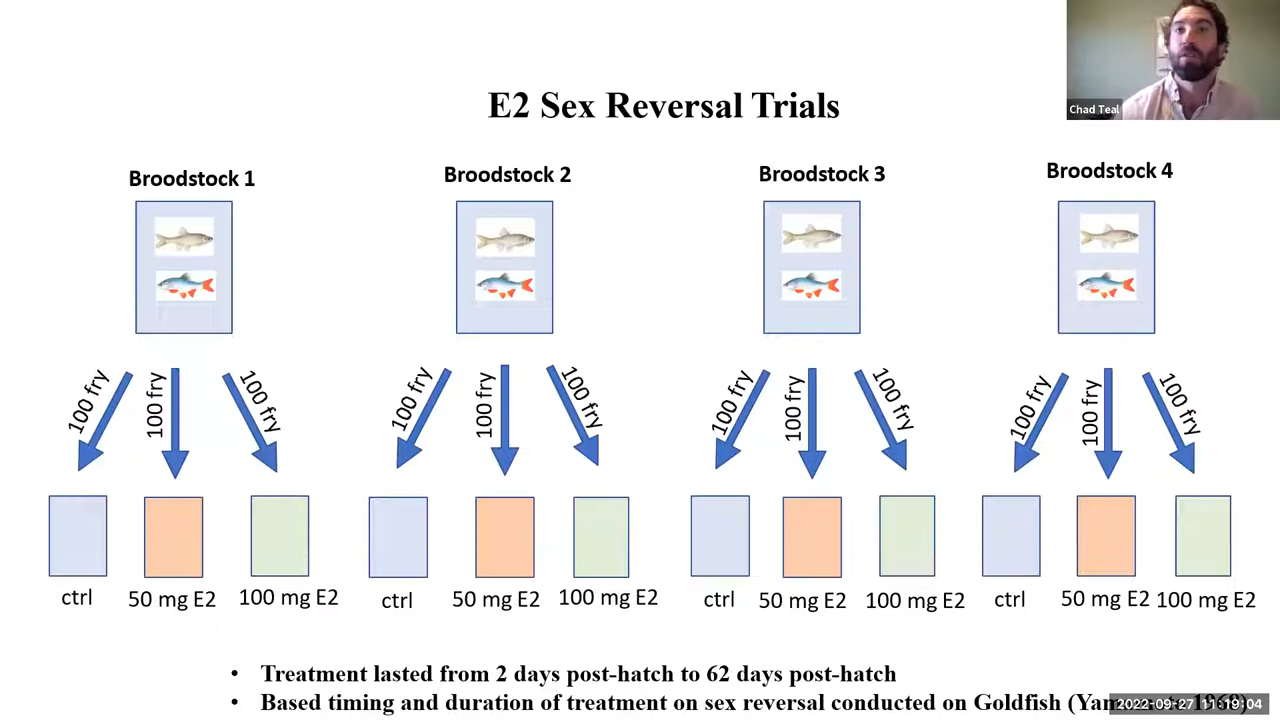 Chad Teal
E2 Sex Reversal Trials
Broodstock 1
Broodstock 2
Broodstock 3
Broodstock 4
100 fry
100 fry
100 fry
100 fry
100 fry
100 fry
100 fry
100 fry
100 fry
100 fry
100 fry
100 fry
ctrl
50 mg E2
100 mg E2
ctrl
50 mg E2
100 mg E2
ctrl
50 mg E2
100 mg E2
ctrl
50 mg E2
100 mg E2
• Treatment lasted from 2 days post-hatch to 62 days post-hatch
• Based timing and duration of treatment on sex reversal conducted on Goldfish
2022-09-27 11:19:04